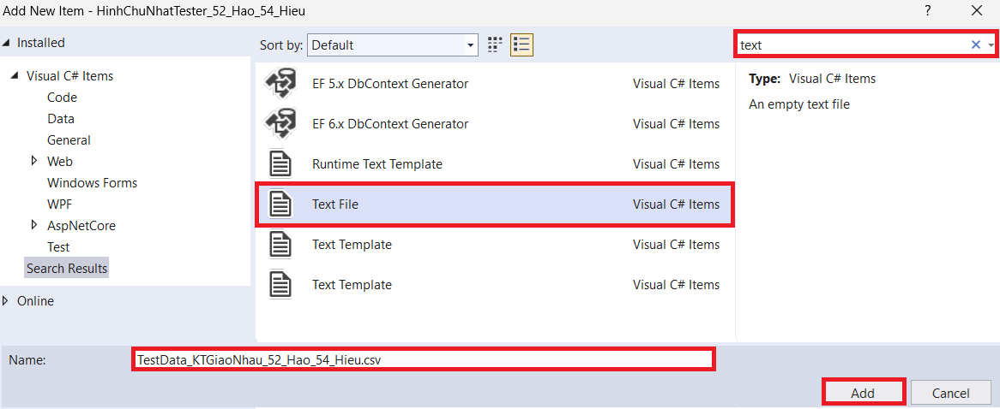 Add New Item - HinhChuNhatTester_52_Hao_54_Hieu
?
Installed
Sort by: Default
text
Visual C# Items
Code
Data
General
Web
Windows Forms
WPF
AspNetCore
Test
Search Results
Online
EF 5.x DbContext Generator Visual C# Items
EF 6.x DbContext Generator Visual C# Items
Runtime Text Template Visual C# Items
Text File Visual C# Items
Text Template Visual C# Items
Text Template Visual C# Items
Type: Visual C# Items
An empty text file
Name: TestData_KTGiaoNhau_52_Hao_54_Hieu.csv
Add Cancel